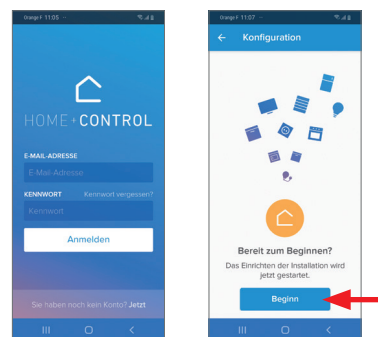 Orange F 11:05
HOME+CONTROL
E-MAIL-ADRESSE
E-Mail-Adresse
KENNWORT Kennwort vergessen?
Kennwort
Anmelden
Sie haben noch kein Konto? Jetzt
Orange F 11:07
Konfiguration
Bereit zum Beginnen?
Das Einrichten der Installation wird
jetzt gestartet.
Beginn